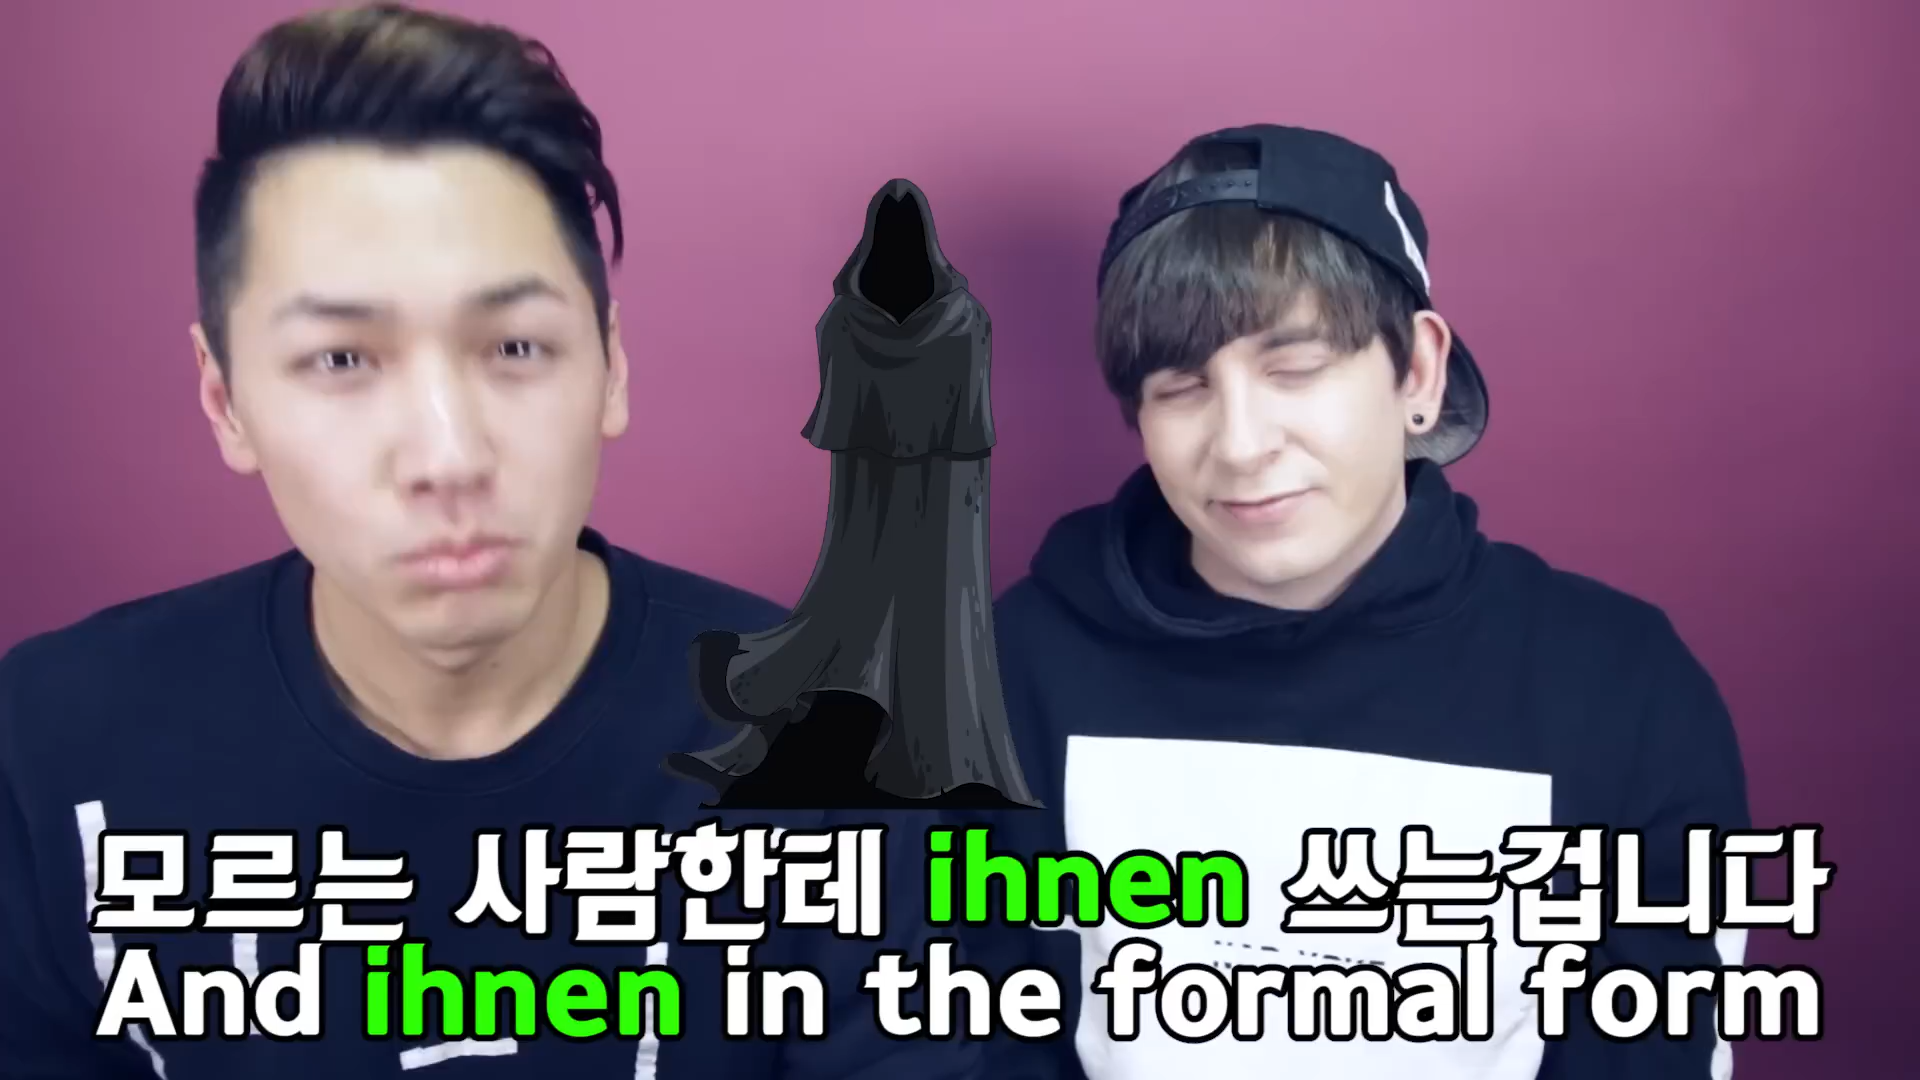 모르는 사람한테 ihnen 쓰는겁니다
And ihnen in the formal form